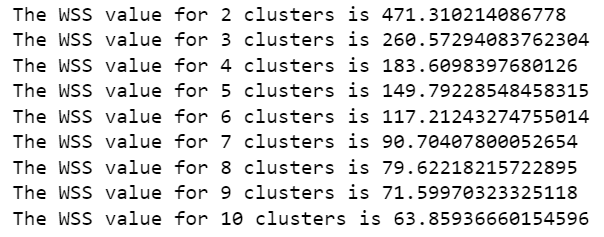 The WSS value for 2 clusters is 471.310214086778
The WSS value for 3 clusters is 260.57294083762304
The WSS value for 4 clusters is 183.6098397680126
The WSS value for 5 clusters is 149.79228548458315
The WSS value for 6 clusters is 117.21243274755014
The WSS value for 7 clusters is 90.70407800052654
The WSS value for 8 clusters is 79.62218215722895
The WSS value for 9 clusters is 71.59970323325118
The WSS value for 10 clusters is 63.85936660154596